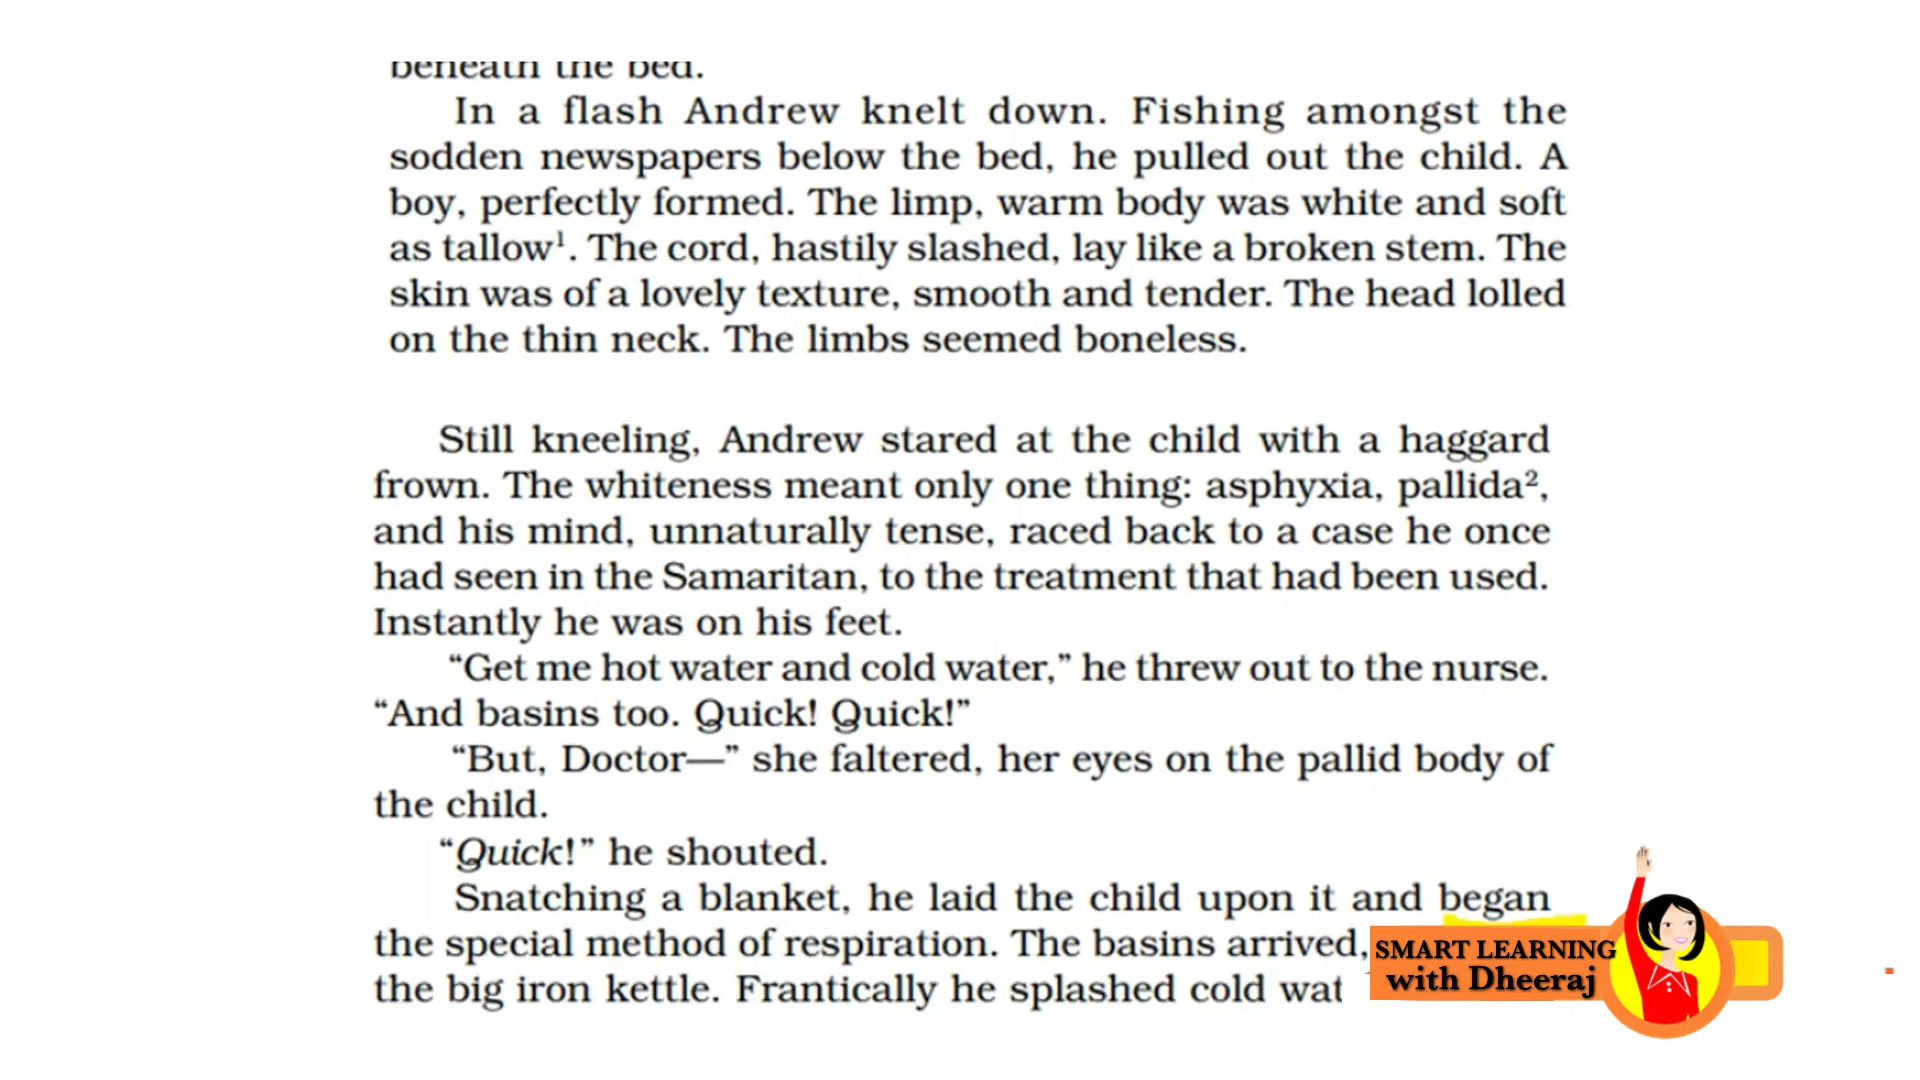 beneath the bed.
In a flash Andrew knelt down. Fishing amongst the
sodden newspapers below the bed, he pulled out the child. A
boy, perfectly formed. The limp, warm body was white and soft
as tallow¹. The cord, hastily slashed, lay like a broken stem. The
skin was of a lovely texture, smooth and tender. The head lolled
on the thin neck. The limbs seemed boneless.
Still kneeling, Andrew stared at the child with a haggard
frown. The whiteness meant only one thing: asphyxia, pallida²,
and his mind, unnaturally tense, raced back to a case he once
had seen in the Samaritan, to the treatment that had been used.
Instantly he was on his feet.
“Get me hot water and cold water,” he threw out to the nurse.
“And basins too. Quick! Quick!”
“But, Doctor—” she faltered, her eyes on the pallid body of
the child.
“Quick!” he shouted.
Snatching a blanket, he laid the child upon it and began
the special method of respiration. The basins arrived,
the big iron kettle. Frantically he splashed cold wat
SMART LEARNING
with Dheeraj